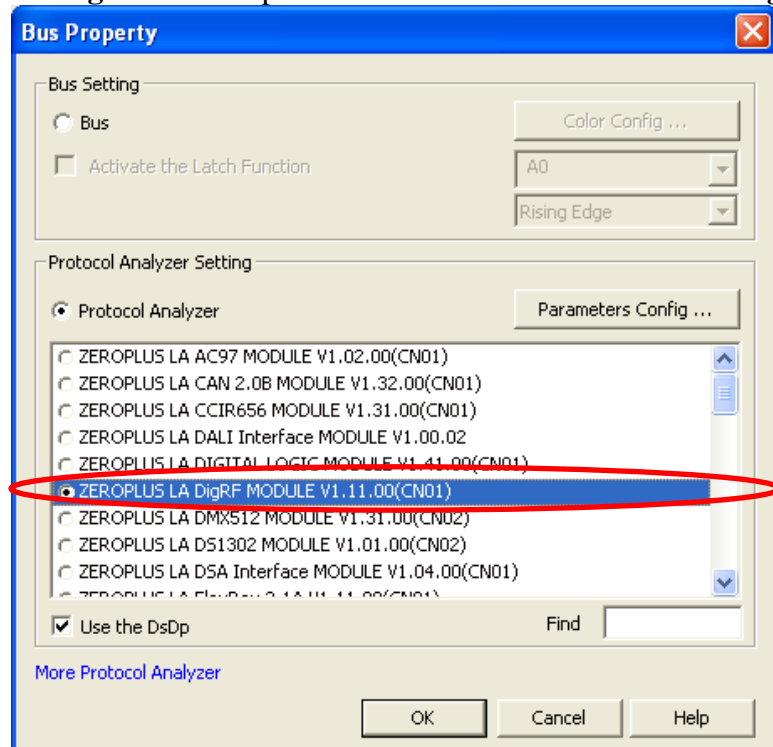 Bus Property
Bus Setting
Bus
Color Config ...
Activate the Latch Function
A0
Rising Edge
Protocol Analyzer Setting
Protocol Analyzer
Parameters Config ...
ZEROPLUS LA AC97 MODULE V1.02.00(CN01)
ZEROPLUS LA CAN 2.0B MODULE V1.32.00(CN01)
ZEROPLUS LA CCIR656 MODULE V1.31.00(CN01)
ZEROPLUS LA DALI Interface MODULE V1.00.02
ZEROPLUS LA DIGITAL LOGIC MODULE V1.41.00(CN01)
ZEROPLUS LA DigRF MODULE V1.11.00(CN01)
ZEROPLUS LA DMX512 MODULE V1.31.00(CN02)
ZEROPLUS LA DS1302 MODULE V1.01.00(CN02)
ZEROPLUS LA DSA Interface MODULE V1.04.00(CN01)
Use the DsDp
Find
More Protocol Analyzer
OK
Cancel
Help